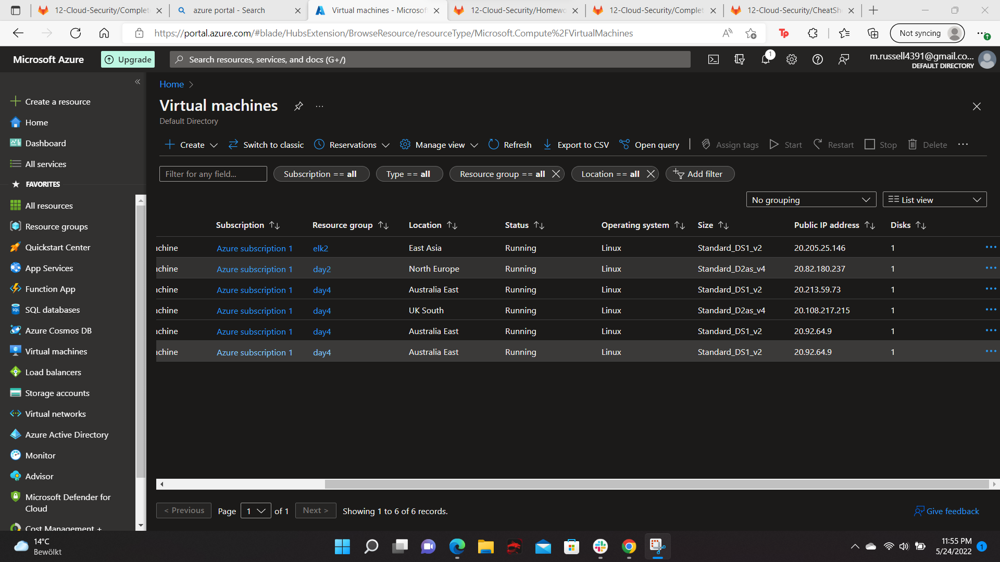 12-Cloud-Security/Complet
azure portal - Search
Virtual machines - Microsof
12-Cloud-Security/Homewo
12-Cloud-Security/Complet
12-Cloud-Security/CheatSh
https://portal.azure.com/#blade/HubsExtension/BrowseResource/resourceType/Microsoft.Compute%2FVirtualMachines
Not syncing
Microsoft Azure
Upgrade
Search resources, services, and docs (G+/)
1
m.russell4391@gmail.co...
DEFAULT DIRECTORY
Create a resource
Home
Dashboard
All services
FAVORITES
All resources
Resource groups
Quickstart Center
App Services
Function App
SQL databases
Azure Cosmos DB
Virtual machines
Load balancers
Storage accounts
Virtual networks
Azure Active Directory
Monitor
Advisor
Microsoft Defender for
Cloud
Cost Management +
Home >
Virtual machines
Default Directory
Create Switch to classic Reservations Manage view Refresh Export to CSV Open query Assign tags Start Restart Stop Delete
Filter for any field... Subscription == all Type == all Resource group == all Location == all Add filter
No grouping List view
Subscription Resource group Location Status Operating system Size Public IP address Disks
achine Azure subscription 1 elk2 East Asia Running Linux Standard_DS1_v2 20.205.25.146 1
achine Azure subscription 1 day2 North Europe Running Linux Standard_D2as_v4 20.82.180.237 1
achine Azure subscription 1 day4 Australia East Running Linux Standard_DS1_v2 20.213.59.73 1
achine Azure subscription 1 day4 UK South Running Linux Standard_D2as_v4 20.108.217.215 1
achine Azure subscription 1 day4 Australia East Running Linux Standard_DS1_v2 20.92.64.9 1
achine Azure subscription 1 day4 Australia East Running Linux Standard_DS1_v2 20.92.64.9 1
< Previous Page 1 of 1 Next > Showing 1 to 6 of 6 records.
Give feedback
14°C
Bewölkt
11:55 PM
5/24/2022
1